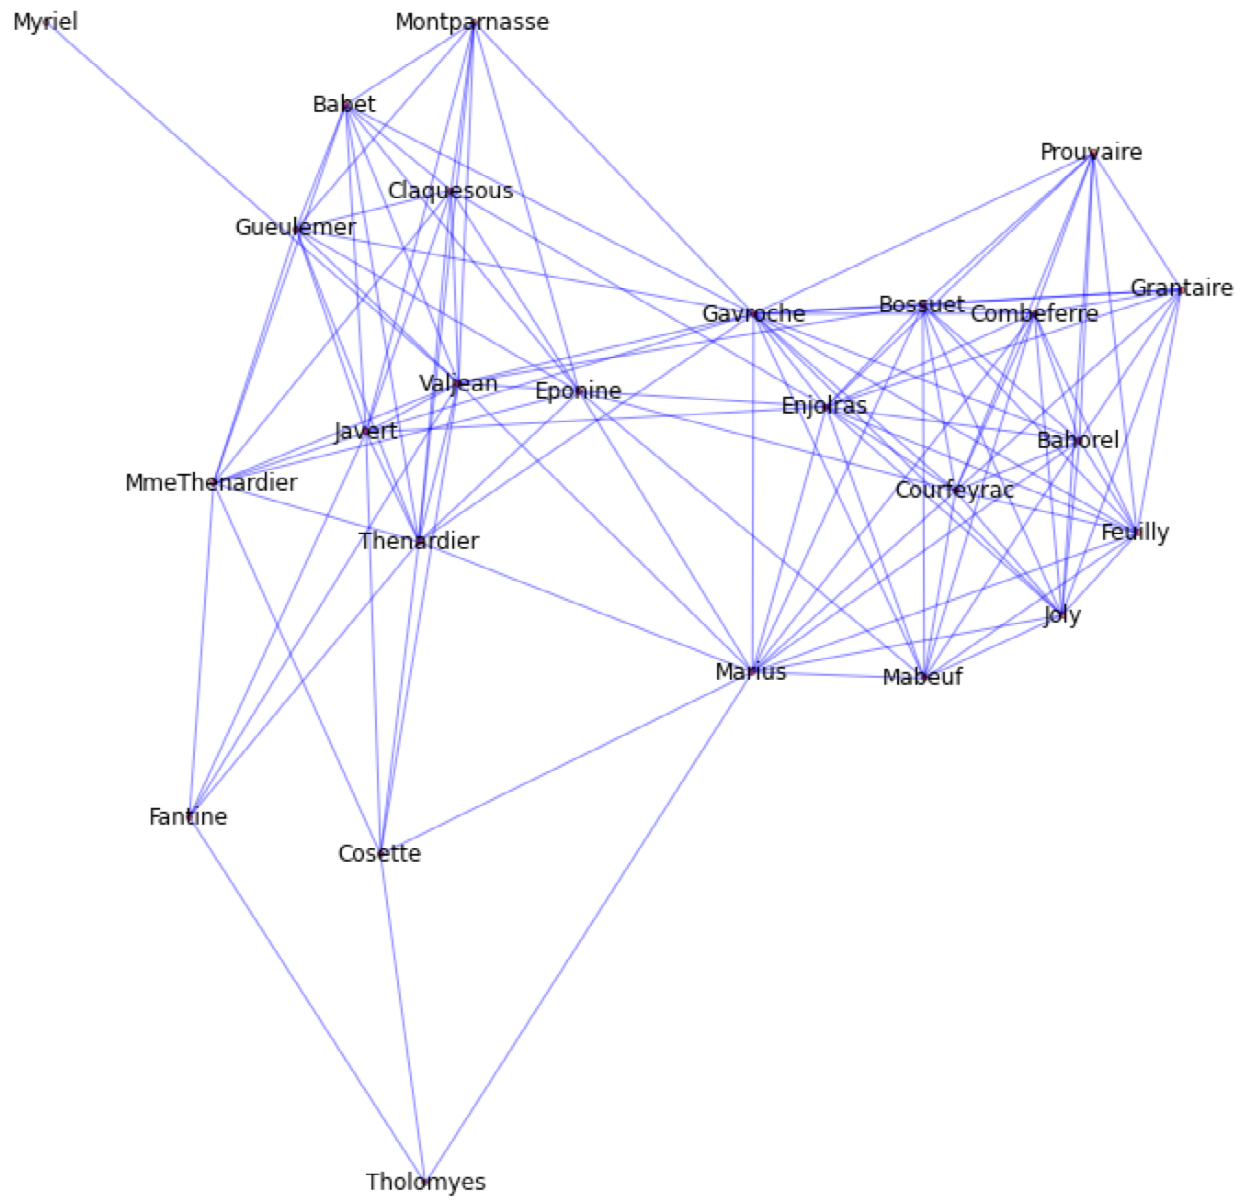 Myriel
Montparnasse
Babet
Prouvaire
Claquesous
Gueulemer
Grantaire
Bossuet
Gavroche
Combeferre
Valjean
Eponine
Enjolras
Javert
Bahorel
MmeThenardier
Courfeyrac
Feuilly
Thenardier
Joly
Marius
Mabeuf
Fantine
Cosette
Tholomyes